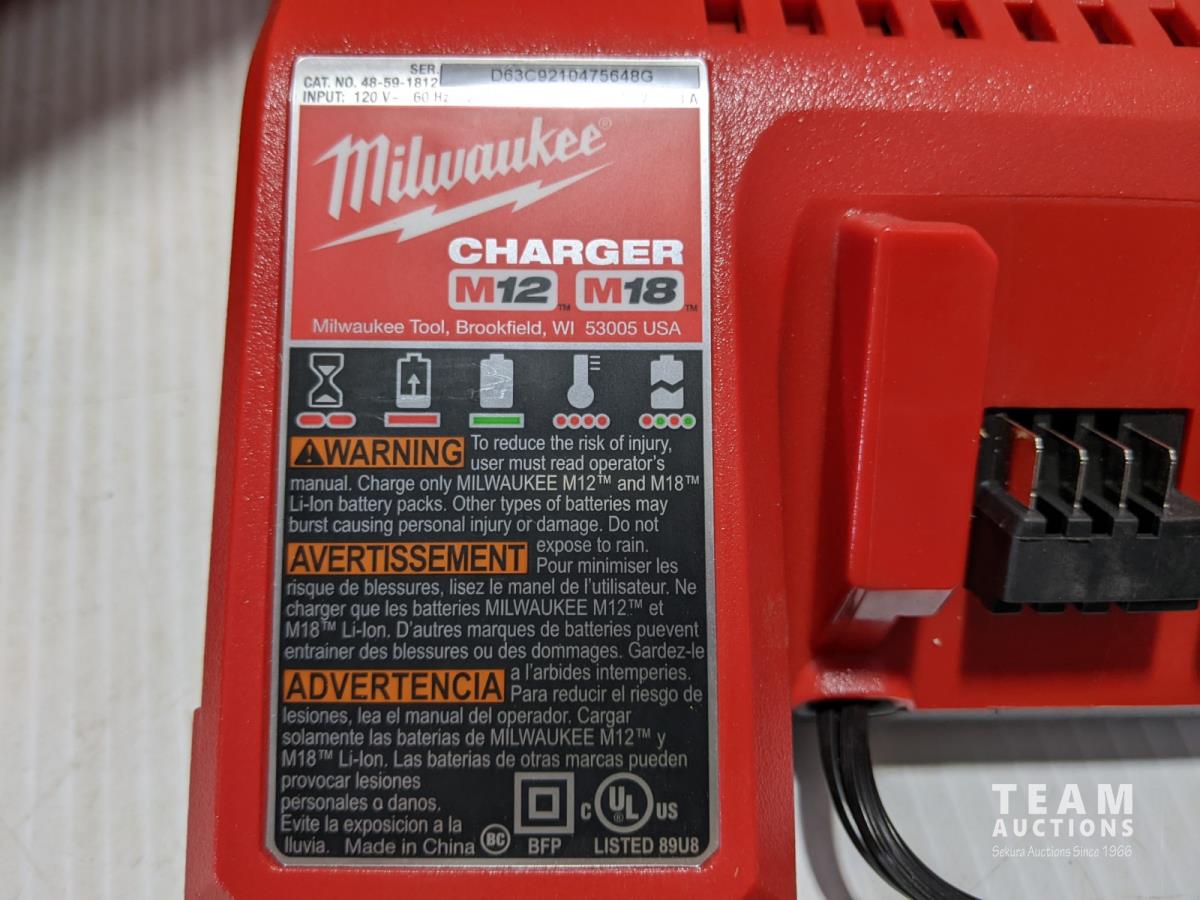 SER. D63C9210475648G
CAT. NO. 48-59-1812
INPUT: 120 V~ 60 Hz A
Milwaukee®
CHARGER
M12™ M18™
Milwaukee Tool, Brookfield, WI 53005 USA
WARNING To reduce the risk of injury,
user must read operator's
manual. Charge only MILWAUKEE M12™ and M18™
Li-Ion battery packs. Other types of batteries may
burst causing personal injury or damage. Do not
expose to rain.
AVERTISSEMENT Pour minimiser les
risque de blessures, lisez le manel de l'utilisateur. Ne
charger que les batteries MILWAUKEE M12™ et
M18™ Li-Ion. D'autres marques de batteries puevent
entrainer des blessures ou des dommages. Gardez-le
a l'arbides intemperies.
ADVERTENCIA Para reducir el riesgo de
lesiones, lea el manual del operador. Cargar
solamente las baterias de MILWAUKEE M12™ y
M18™ Li-Ion. Las baterias de otras marcas pueden
provocar lesiones
personales o danos.
Evite la exposicion a la
lluvia. Made in China
BC
BFP
C UL® US
LISTED 89U8
TEAM
AUCTIONS
Sekura Auctions Since 1966